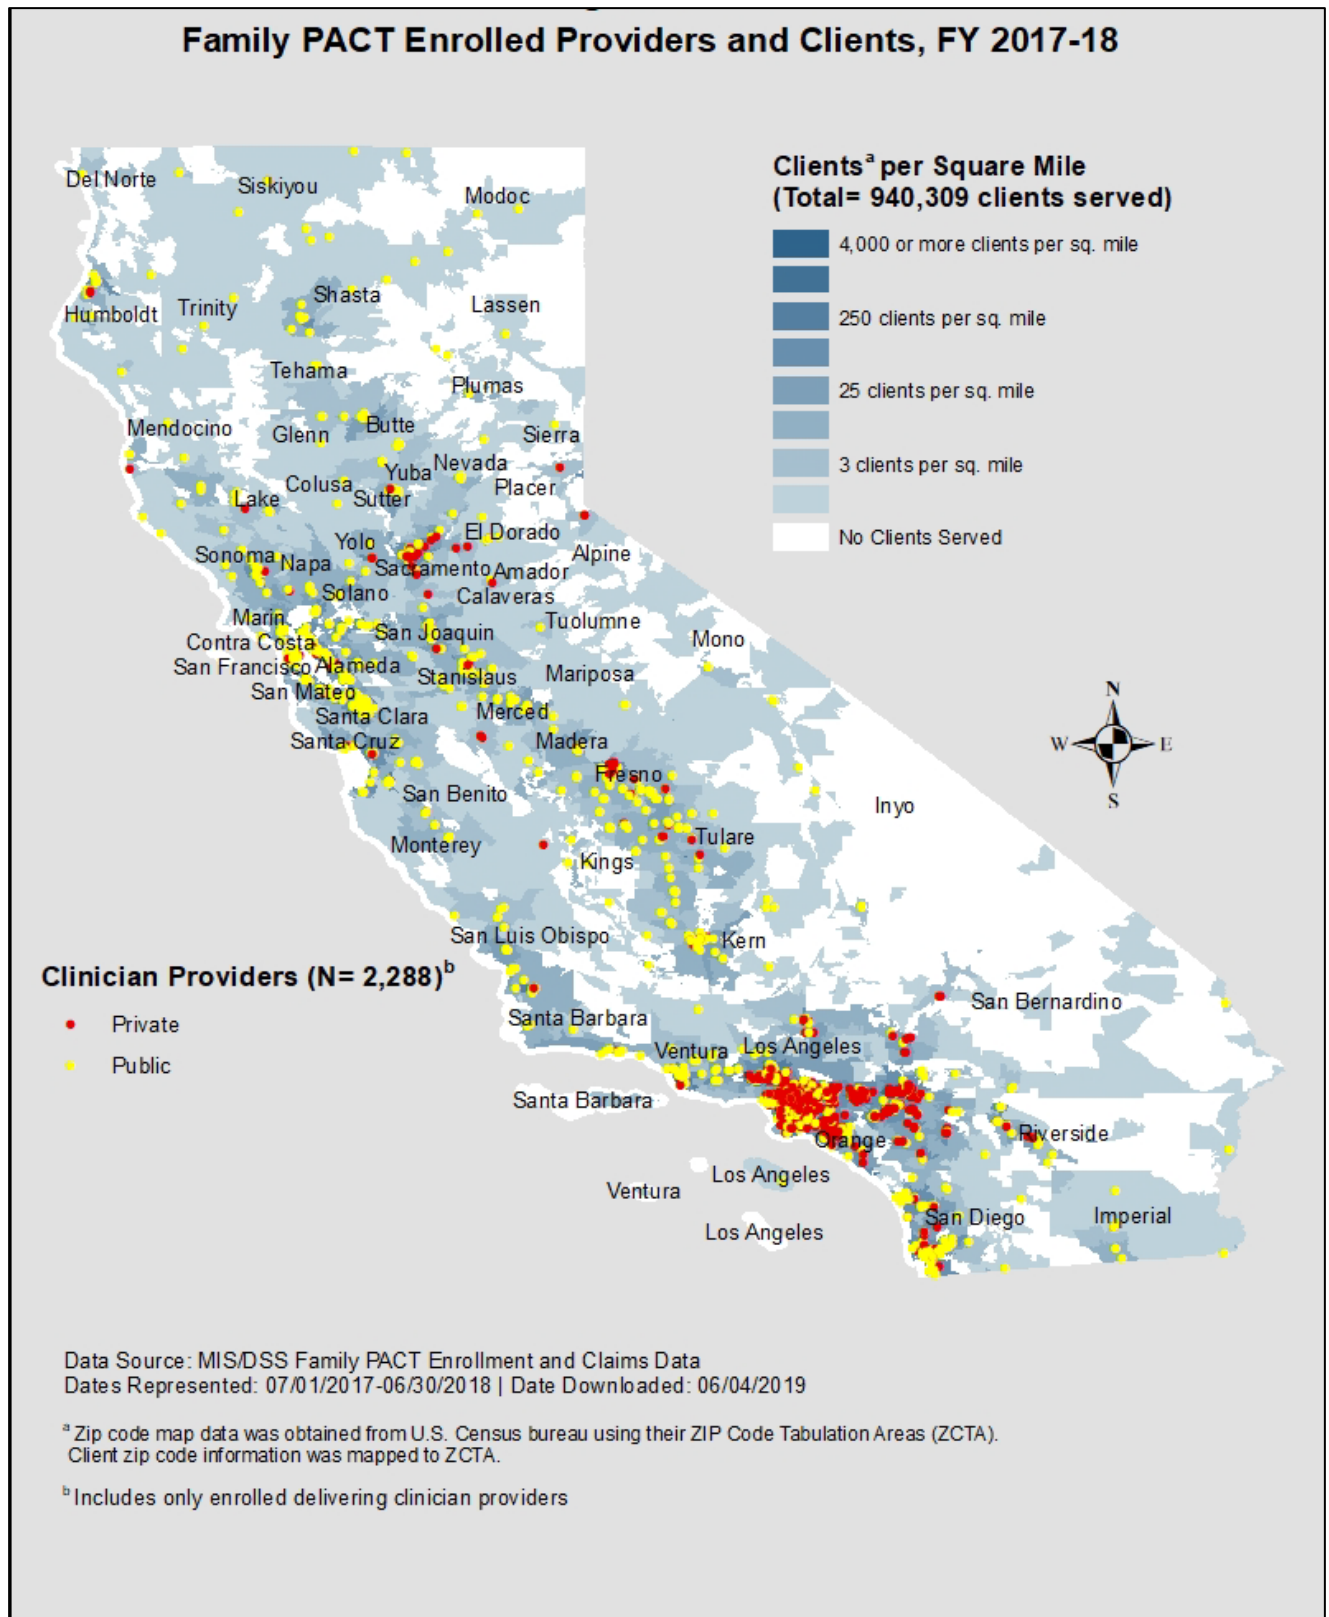 Family PACT Enrolled Providers and Clients, FY 2017-18
Clientsᵃ per Square Mile
(Total= 940,309 clients served)
4,000 or more clients per sq. mile
250 clients per sq. mile
25 clients per sq. mile
3 clients per sq. mile
No Clients Served
Del Norte
Siskiyou
Modoc
Humboldt
Trinity
Shasta
Lassen
Tehama
Plumas
Mendocino
Glenn
Butte
Sierra
Lake
Colusa
Sutter
Yuba
Nevada
Placer
Sonoma
Napa
Yolo
El Dorado
Alpine
Sacramento
Amador
Solano
Calaveras
Marin
San Joaquin
Tuolumne
Mono
Contra Costa
San Francisco
Alameda
Stanislaus
Mariposa
San Mateo
Santa Clara
Merced
Santa Cruz
Madera
Fresno
San Benito
Inyo
Monterey
Kings
Tulare
San Luis Obispo
Kern
N
W
E
S
Clinician Providers (N= 2,288)ᵇ
Private
Public
San Bernardino
Santa Barbara
Ventura
Los Angeles
Santa Barbara
Orange
Riverside
Los Angeles
Ventura
Los Angeles
San Diego
Imperial
Data Source: MIS/DSS Family PACT Enrollment and Claims Data
Dates Represented: 07/01/2017-06/30/2018 | Date Downloaded: 06/04/2019
ᵃ Zip code map data was obtained from U.S. Census bureau using their ZIP Code Tabulation Areas (ZCTA).
Client zip code information was mapped to ZCTA.
ᵇ Includes only enrolled delivering clinician providers